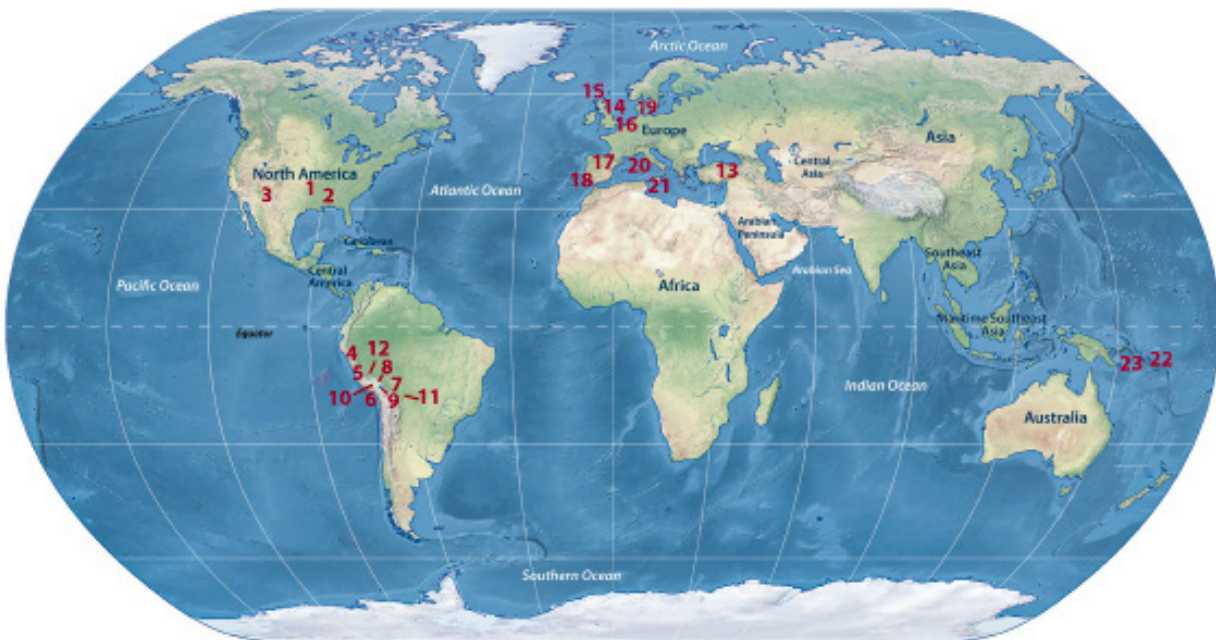 Arctic Ocean
15
14
19
16
Europe
Asia
17
20
13
Central
Asia
North America
1
18
21
3
2
Atlantic Ocean
Arabian
Peninsula
Caribbean
Southeast
Asia
Central
America
Arabian Sea
Pacific Ocean
Africa
Maritime Southeast
Asia
Equator
12
4
8
5
23
22
7
Indian Ocean
10
6
9
11
Australia
Southern Ocean